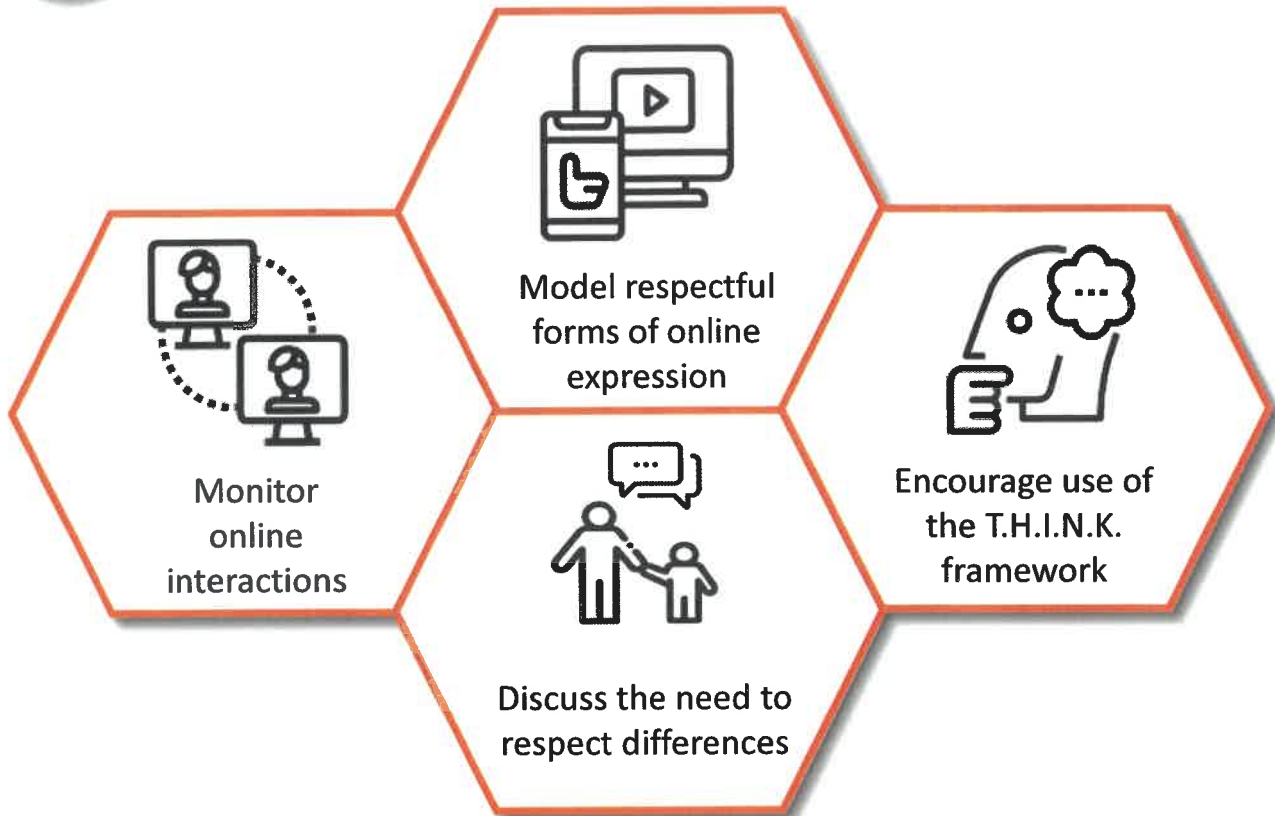 Model respectful
forms of online
expression
Monitor
online
interactions
Encourage use of
the T.H.I.N.K.
framework
Discuss the need to
respect differences